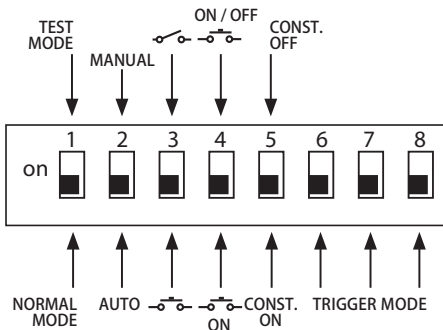 ON / OFF
TEST
MODE
CONST.
OFF
MANUAL
1 2 3 4 5 6 7 8
on
NORMAL
MODE
AUTO
ON
CONST.
ON
TRIGGER MODE